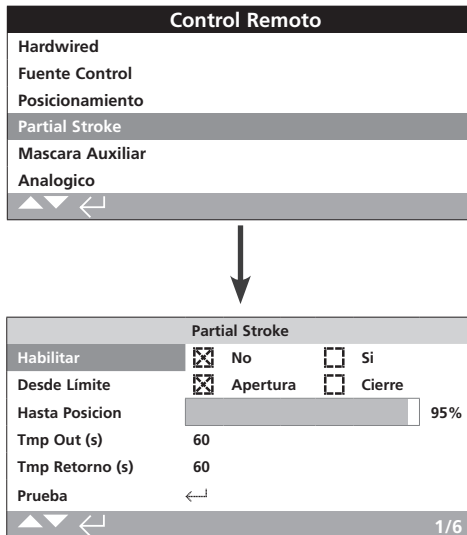 Control Remoto
Hardwired
Fuente Control
Posicionamiento
Partial Stroke
Mascara Auxiliar
Analogico
Partial Stroke
Habilitar No Si
Desde Límite Apertura Cierre
Hasta Posicion 95%
Tmp Out (s) 60
Tmp Retorno (s) 60
Prueba
1/6